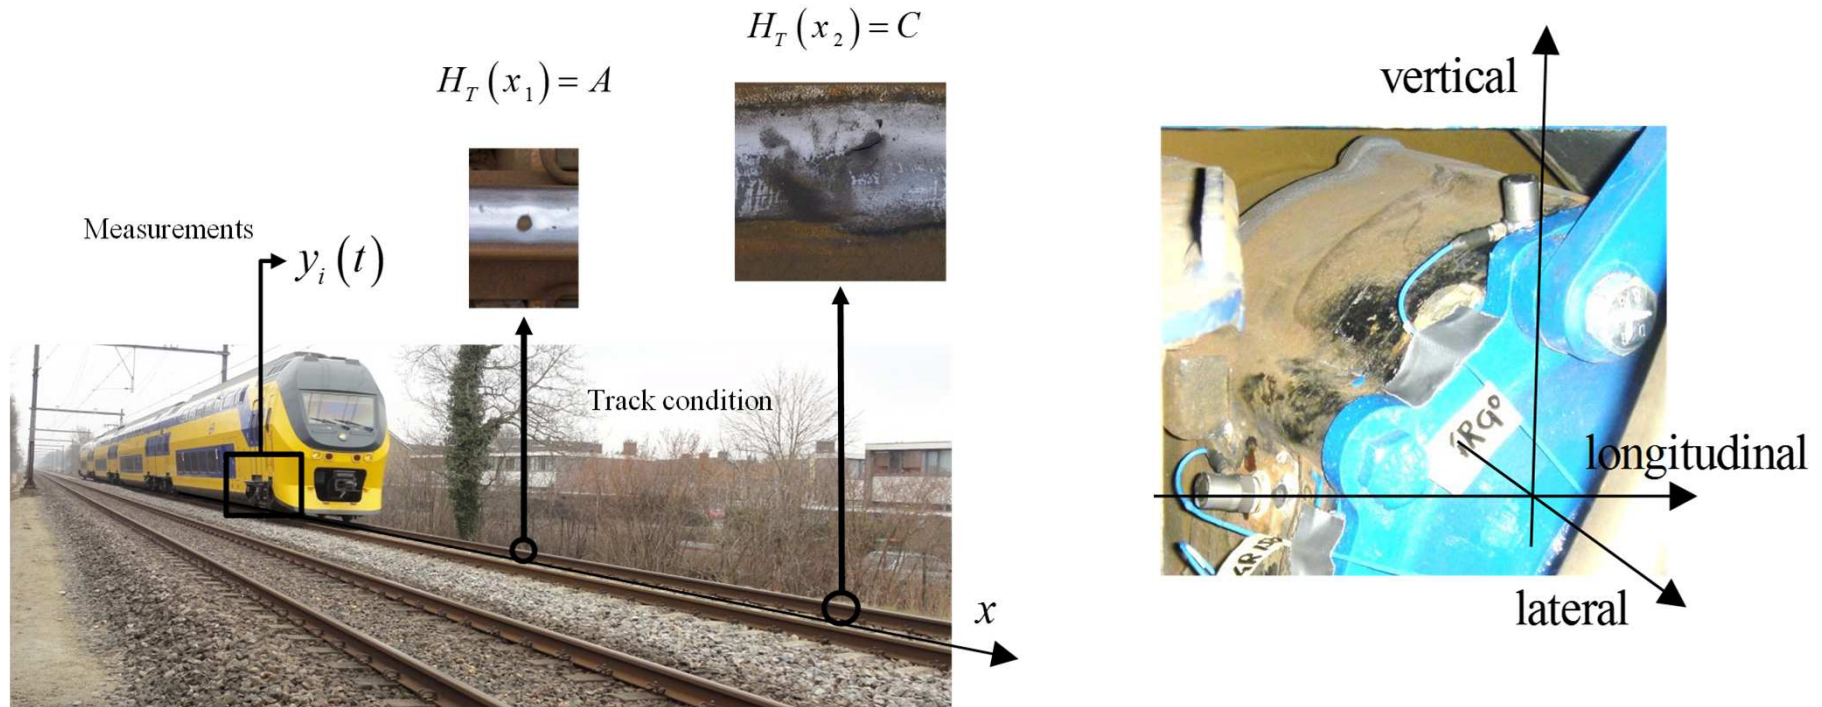 H_T(x_2) = C
H_T(x_1) = A
Measurements
y_i(t)
Track condition
x
vertical
longitudinal
lateral